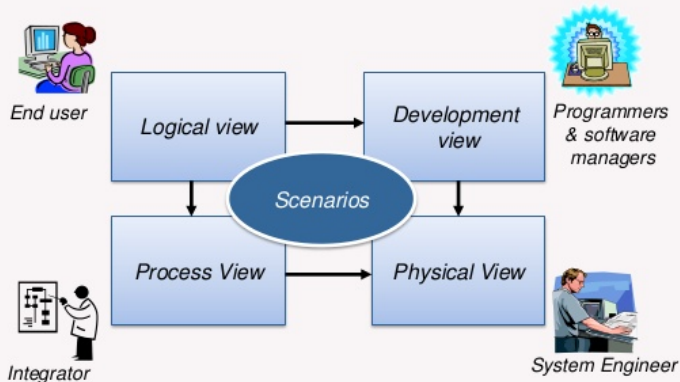 End user
Logical view
Development
view
Programmers
& software
managers
Scenarios
Process View
Physical View
Integrator
System Engineer